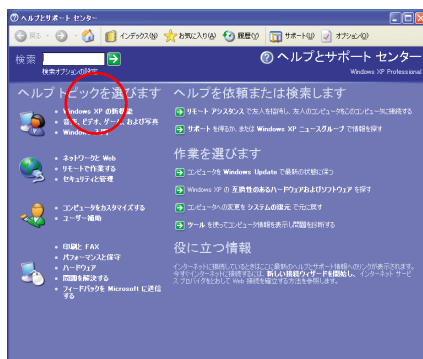 ヘルプとサポート センター
戻る
インデックス(N)
お気に入り(A)
履歴(Y)
サポート(U)
オプション(O)
検索
検索オプションの設定
ヘルプとサポート センター
Windows XP Professional
ヘルプ トピックを選びます
Windows XP の新機能
音楽、ビデオ、ゲーム、および写真
Windows 入門
ネットワークと Web
リモートで作業する
セキュリティと管理
コンピュータをカスタマイズする
ユーザー補助
印刷と FAX
パフォーマンスと保守
ハードウェア
問題を解決する
フィードバックを Microsoft に送信
する
ヘルプを依頼または検索します
リモート アシスタンス で友人を招待し、友人のコンピュータをこのコンピュータに接続する
サポート を得るか、または Windows XP ニュースグループ で情報を探す
作業を選びます
コンピュータを Windows Update で最新の状態に保つ
Windows XP の 互換性のあるハードウェアおよびソフトウェア を探す
コンピュータへの変更を システムの復元 で元に戻す
ツール を使ってコンピュータ情報を表示し問題を診断する
役に立つ情報
インターネットに接続しているときはここに最新のヘルプとサポート情報へのリンクが表示されます。
今すぐインターネットに接続するには、新しい接続ウィザードを開始し、インターネット サービ
ス プロバイダをとおして Web 接続を確立する方法を参照します。